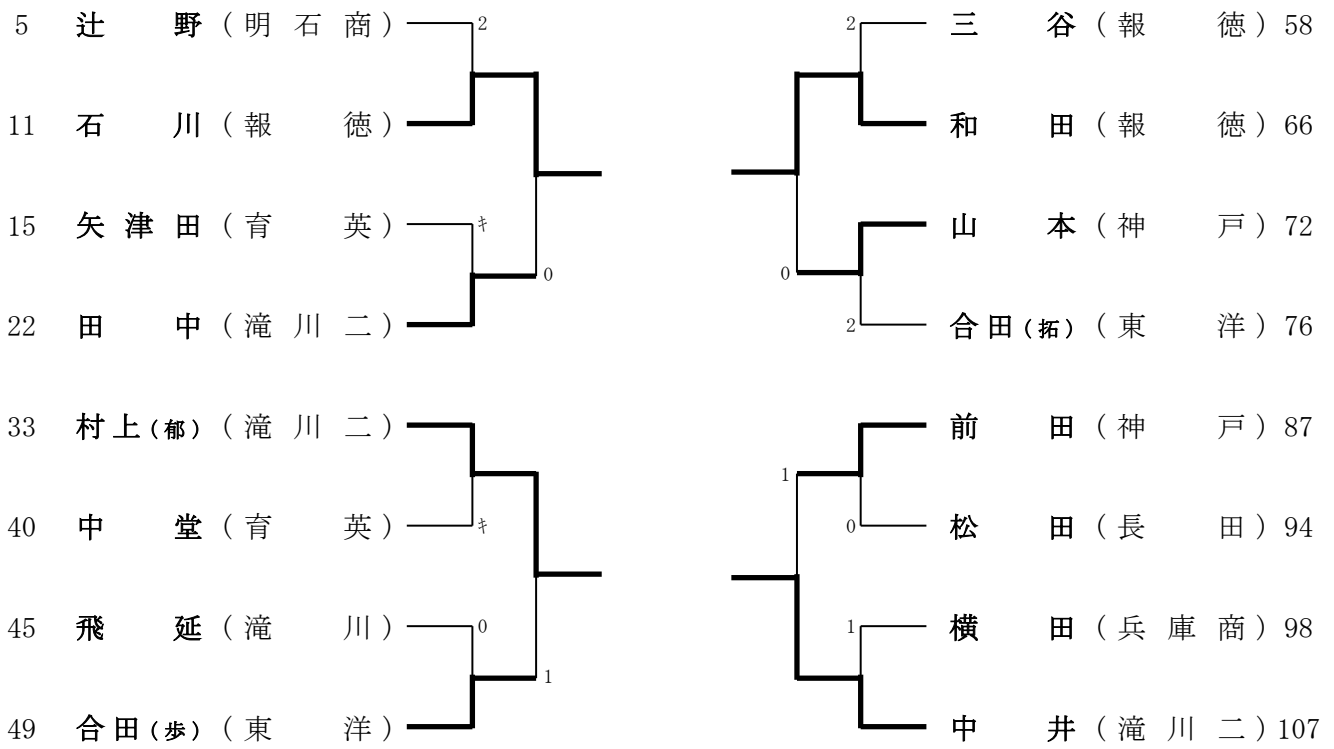 5 辻野（明石商） 2
11 石川（報徳）
15 矢津田（育英） ｷ
0
22 田中（滝川二）
33 村上(郁)（滝川二）
40 中堂（育英） ｷ
45 飛延（滝川） 0
1
49 合田(歩)（東洋）
2 三谷（報徳）58
和田（報徳）66
山本（神戸）72
0
2 合田(拓)（東洋）76
前田（神戸）87
1
0 松田（長田）94
1 横田（兵庫商）98
中井（滝川二）107